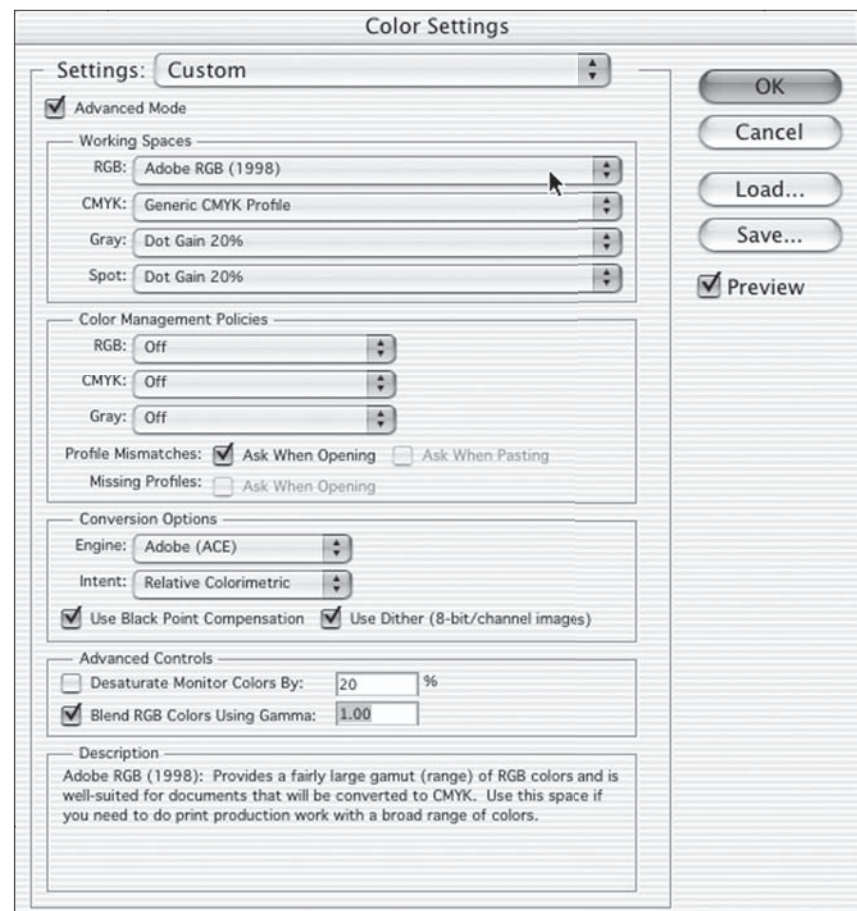 Color Settings
Settings: Custom
Advanced Mode
Working Spaces
RGB: Adobe RGB (1998)
CMYK: Generic CMYK Profile
Gray: Dot Gain 20%
Spot: Dot Gain 20%
Color Management Policies
RGB: Off
CMYK: Off
Gray: Off
Profile Mismatches: Ask When Opening Ask When Pasting
Missing Profiles: Ask When Opening
Conversion Options
Engine: Adobe (ACE)
Intent: Relative Colorimetric
Use Black Point Compensation Use Dither (8-bit/channel images)
Advanced Controls
Desaturate Monitor Colors By: 20 %
Blend RGB Colors Using Gamma: 1.00
Description
Adobe RGB (1998): Provides a fairly large gamut (range) of RGB colors and is
well-suited for documents that will be converted to CMYK. Use this space if
you need to do print production work with a broad range of colors.
OK
Cancel
Load...
Save...
Preview